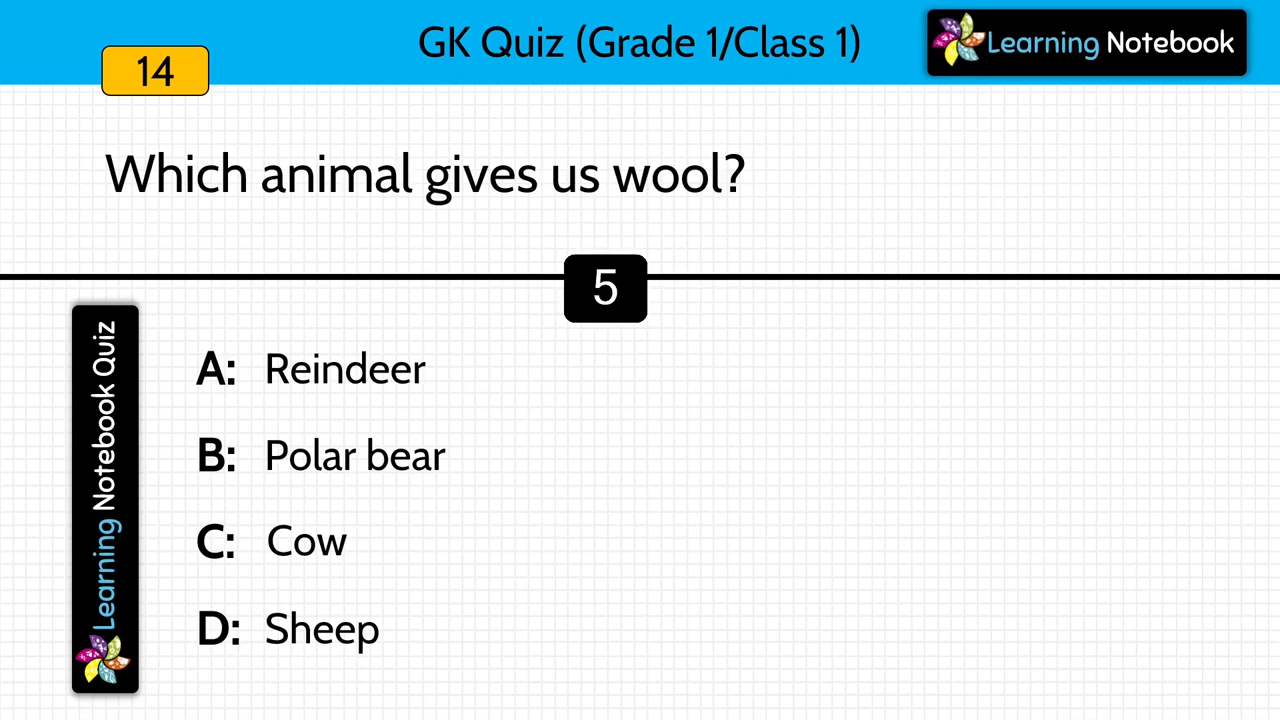 GK Quiz (Grade 1/Class 1)
Learning Notebook
14
Which animal gives us wool?
5
Learning Notebook Quiz
A: Reindeer
B: Polar bear
C: Cow
D: Sheep